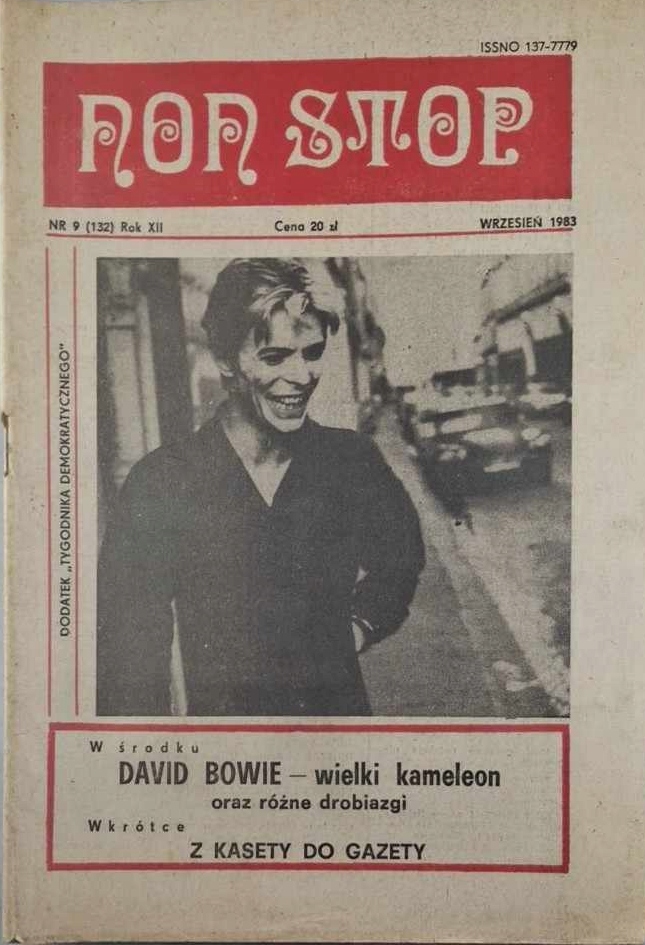 ISSNO 137-7779
NON STOP
NR 9 (132) Rok XII Cena 20 zł WRZESIEŃ 1983
DODATEK „TYGODNIKA DEMOKRATYCZNEGO"
W środku
DAVID BOWIE – wielki kameleon
oraz różne drobiazgi
Wkrótce
Z KASETY DO GAZETY